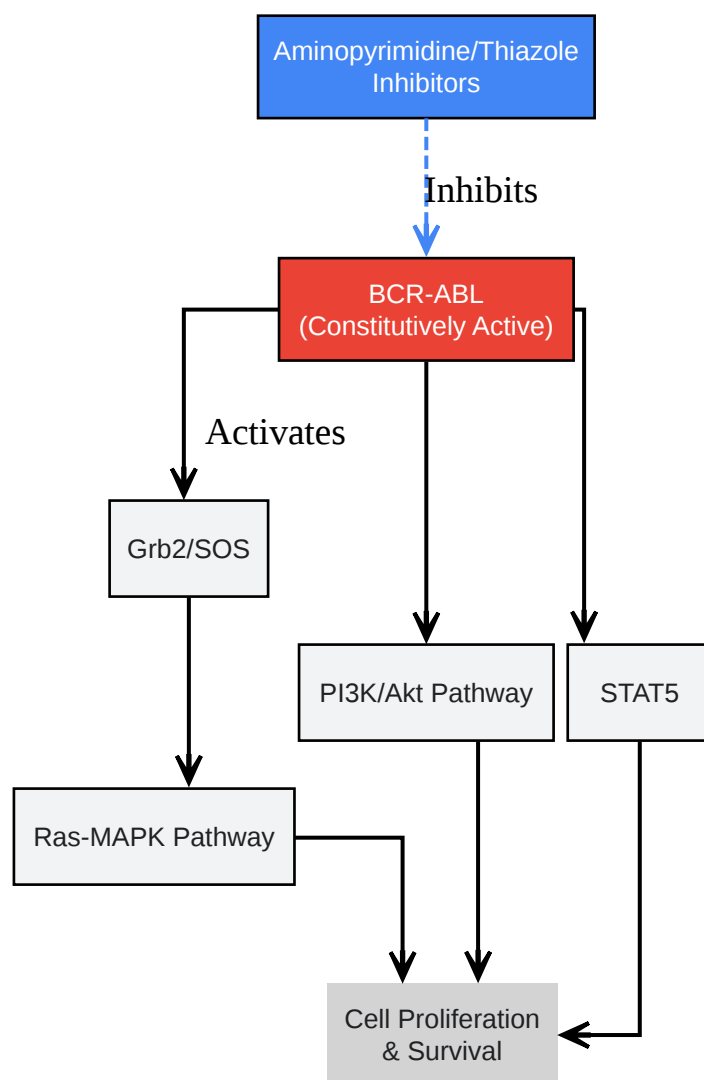 Aminopyrimidine/Thiazole
Inhibitors
Inhibits
BCR-ABL
(Constitutively Active)
Activates
Grb2/SOS
PI3K/Akt Pathway
STAT5
Ras-MAPK Pathway
Cell Proliferation
& Survival